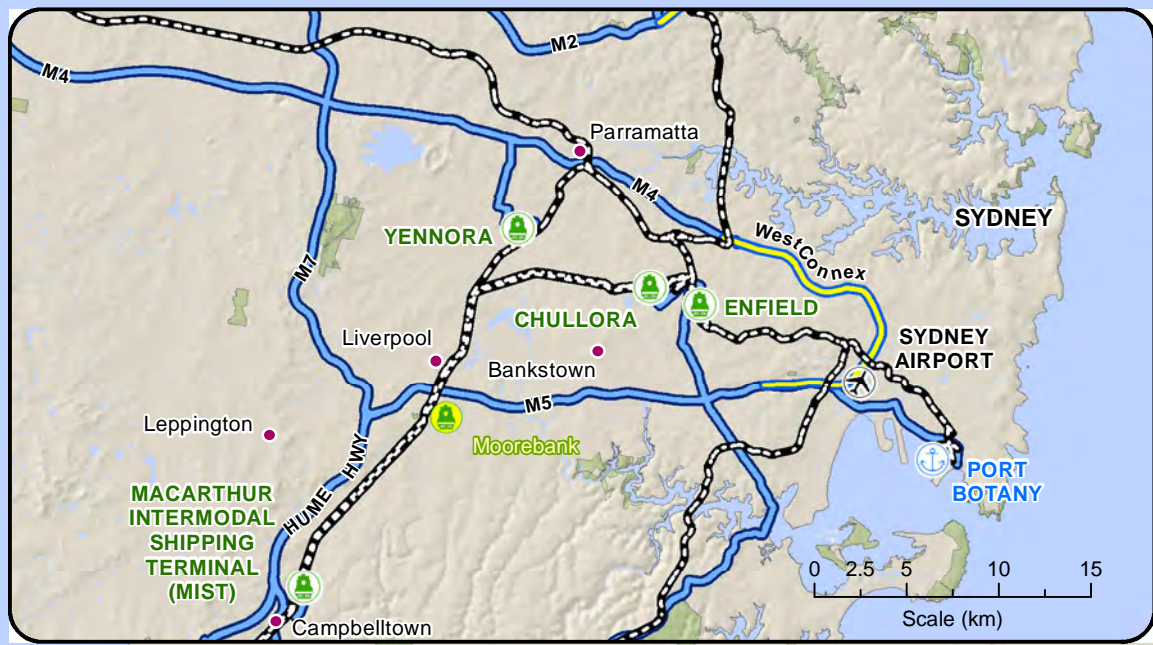 M2
M4
Parramatta
M4
SYDNEY
YENNORA
WestConnex
M7
CHULLORA
ENFIELD
Liverpool
SYDNEY
AIRPORT
Bankstown
M5
Leppington
Moorebank
HUME HWY
PORT
BOTANY
MACARTHUR
INTERMODAL
SHIPPING
TERMINAL
(MIST)
Campbelltown
0 2.5 5 10 15
Scale (km)